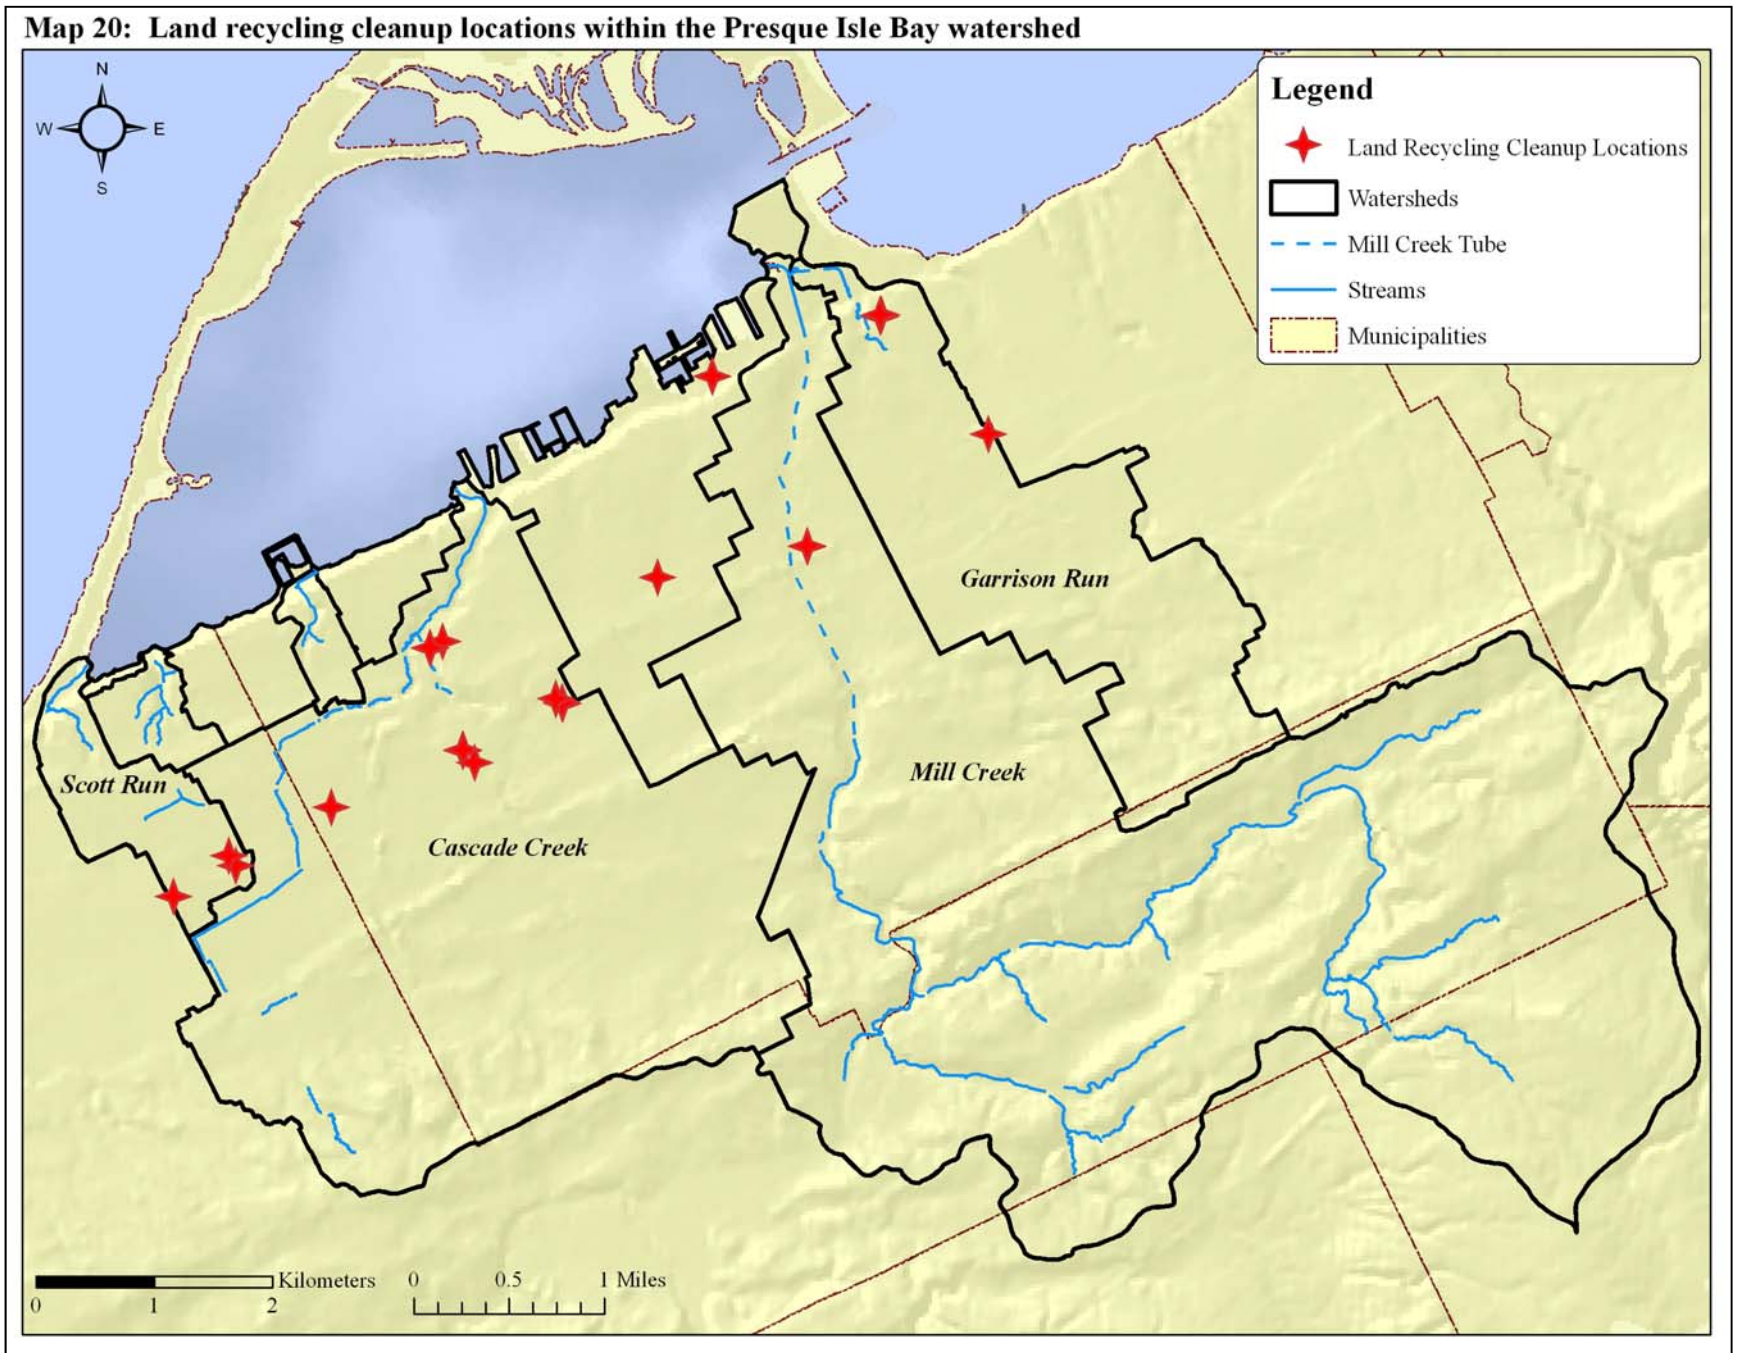 Map 20: Land recycling cleanup locations within the Presque Isle Bay watershed
N
W E
S
Legend
Land Recycling Cleanup Locations
Watersheds
Mill Creek Tube
Streams
Municipalities
Garrison Run
Mill Creek
Scott Run
Cascade Creek
Kilometers
0 1 2
0 0.5 1 Miles